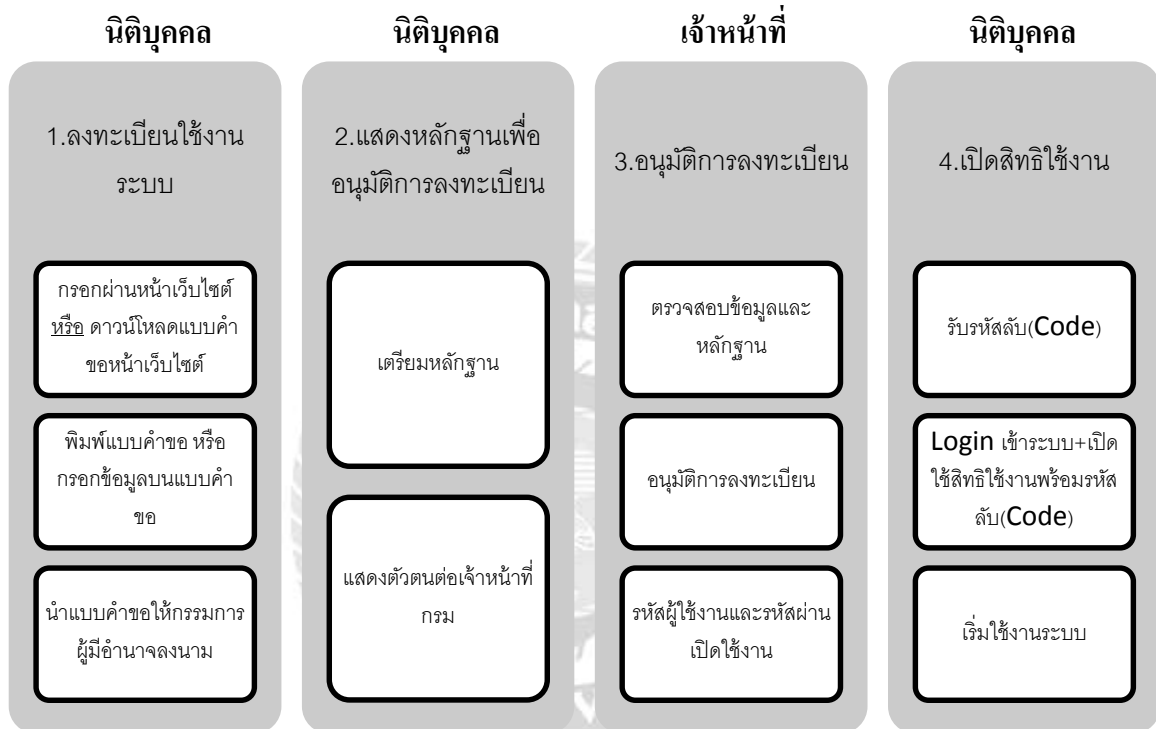 นิติบุคคล
นิติบุคคล
เจ้าหน้าที่
นิติบุคคล
1.ลงทะเบียนใช้งาน
ระบบ
กรอกผ่านหน้าเว็บไซต์
หรือ ดาวน์โหลดแบบคำ
ขอหน้าเว็บไซต์
พิมพ์แบบคำขอ หรือ
กรอกข้อมูลบนแบบคำ
ขอ
นำแบบคำขอให้กรรมการ
ผู้มีอำนาจลงนาม
2.แสดงหลักฐานเพื่อ
อนุมัติการลงทะเบียน
เตรียมหลักฐาน
แสดงตัวตนต่อเจ้าหน้าที่
กรม
3.อนุมัติการลงทะเบียน
ตรวจสอบข้อมูลและ
หลักฐาน
อนุมัติการลงทะเบียน
รหัสผู้ใช้งานและรหัสผ่าน
เปิดใช้งาน
4.เปิดสิทธิใช้งาน
รับรหัสลับ(Code)
Login เข้าระบบ+เปิด
ใช้สิทธิใช้งานพร้อมรหัส
ลับ(Code)
เริ่มใช้งานระบบ